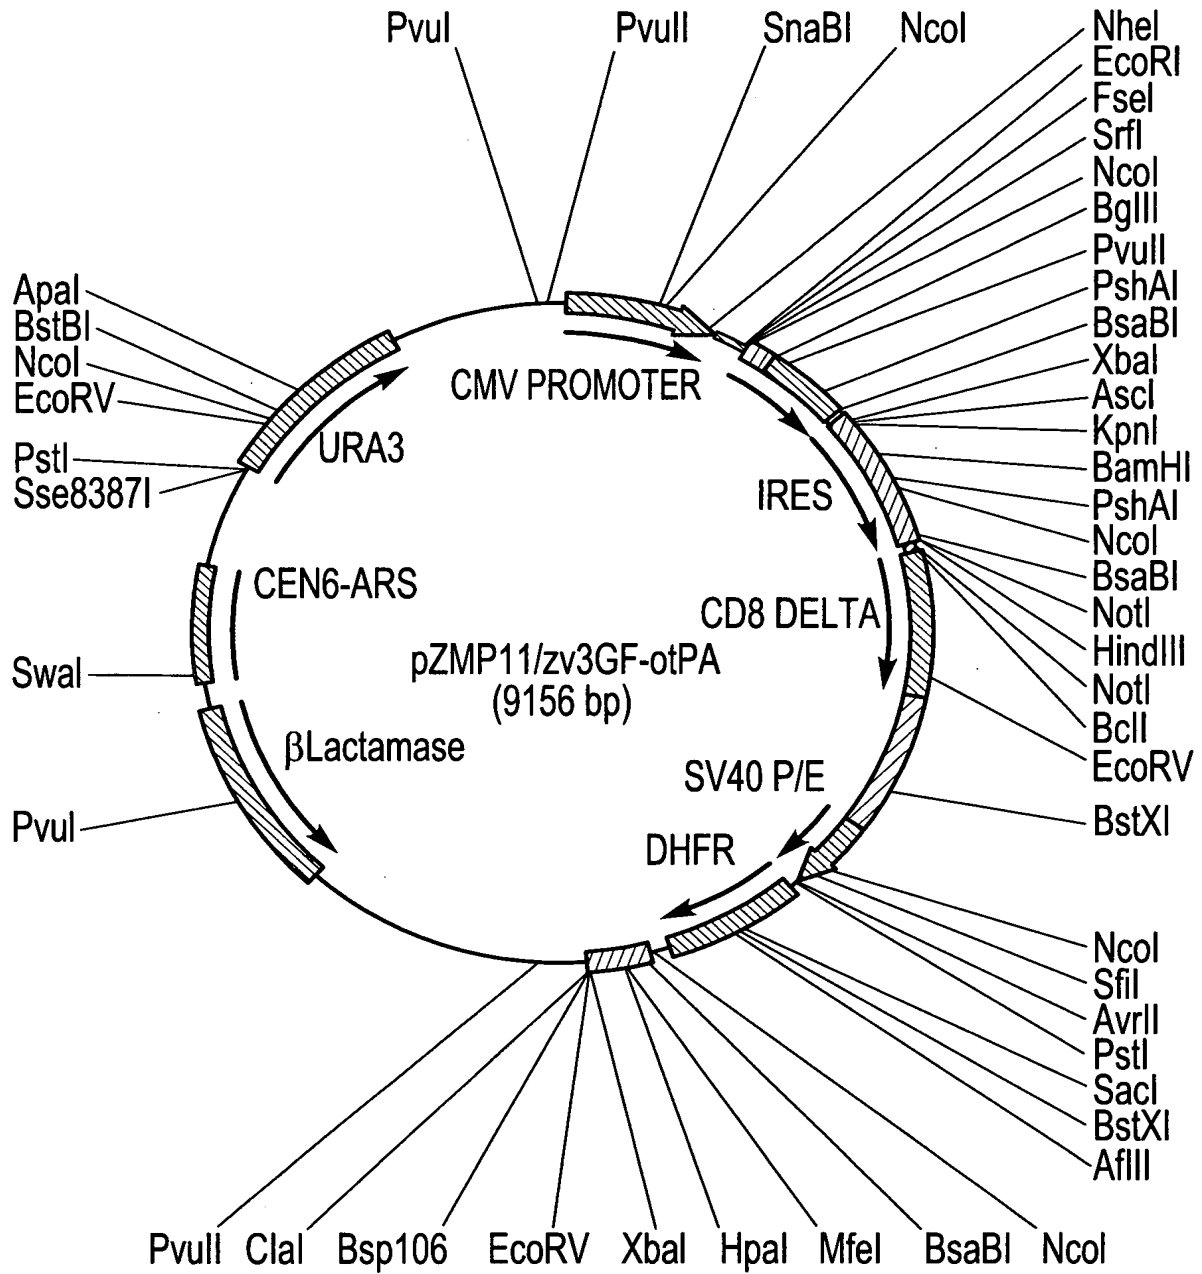 PvuI
PvuII
SnaBI
NcoI
NheI
EcoRI
FseI
SrfI
NcoI
BglII
PvuII
PshAI
BsaBI
XbaI
AscI
KpnI
BamHI
PshAI
NcoI
BsaBI
NotI
HindIII
NotI
BclI
EcoRV
BstXI
NcoI
SfiI
AvrII
PstI
SacI
BstXI
AflII
ApaI
BstBI
NcoI
EcoRV
PstI
Sse8387I
SwaI
PvuI
CMV PROMOTER
URA3
IRES
CEN6-ARS
CD8 DELTA
pZMP11/zv3GF-otPA
(9156 bp)
βLactamase
SV40 P/E
DHFR
PvuII
ClaI
Bsp106
EcoRV
XbaI
HpaI
MfeI
BsaBI
NcoI